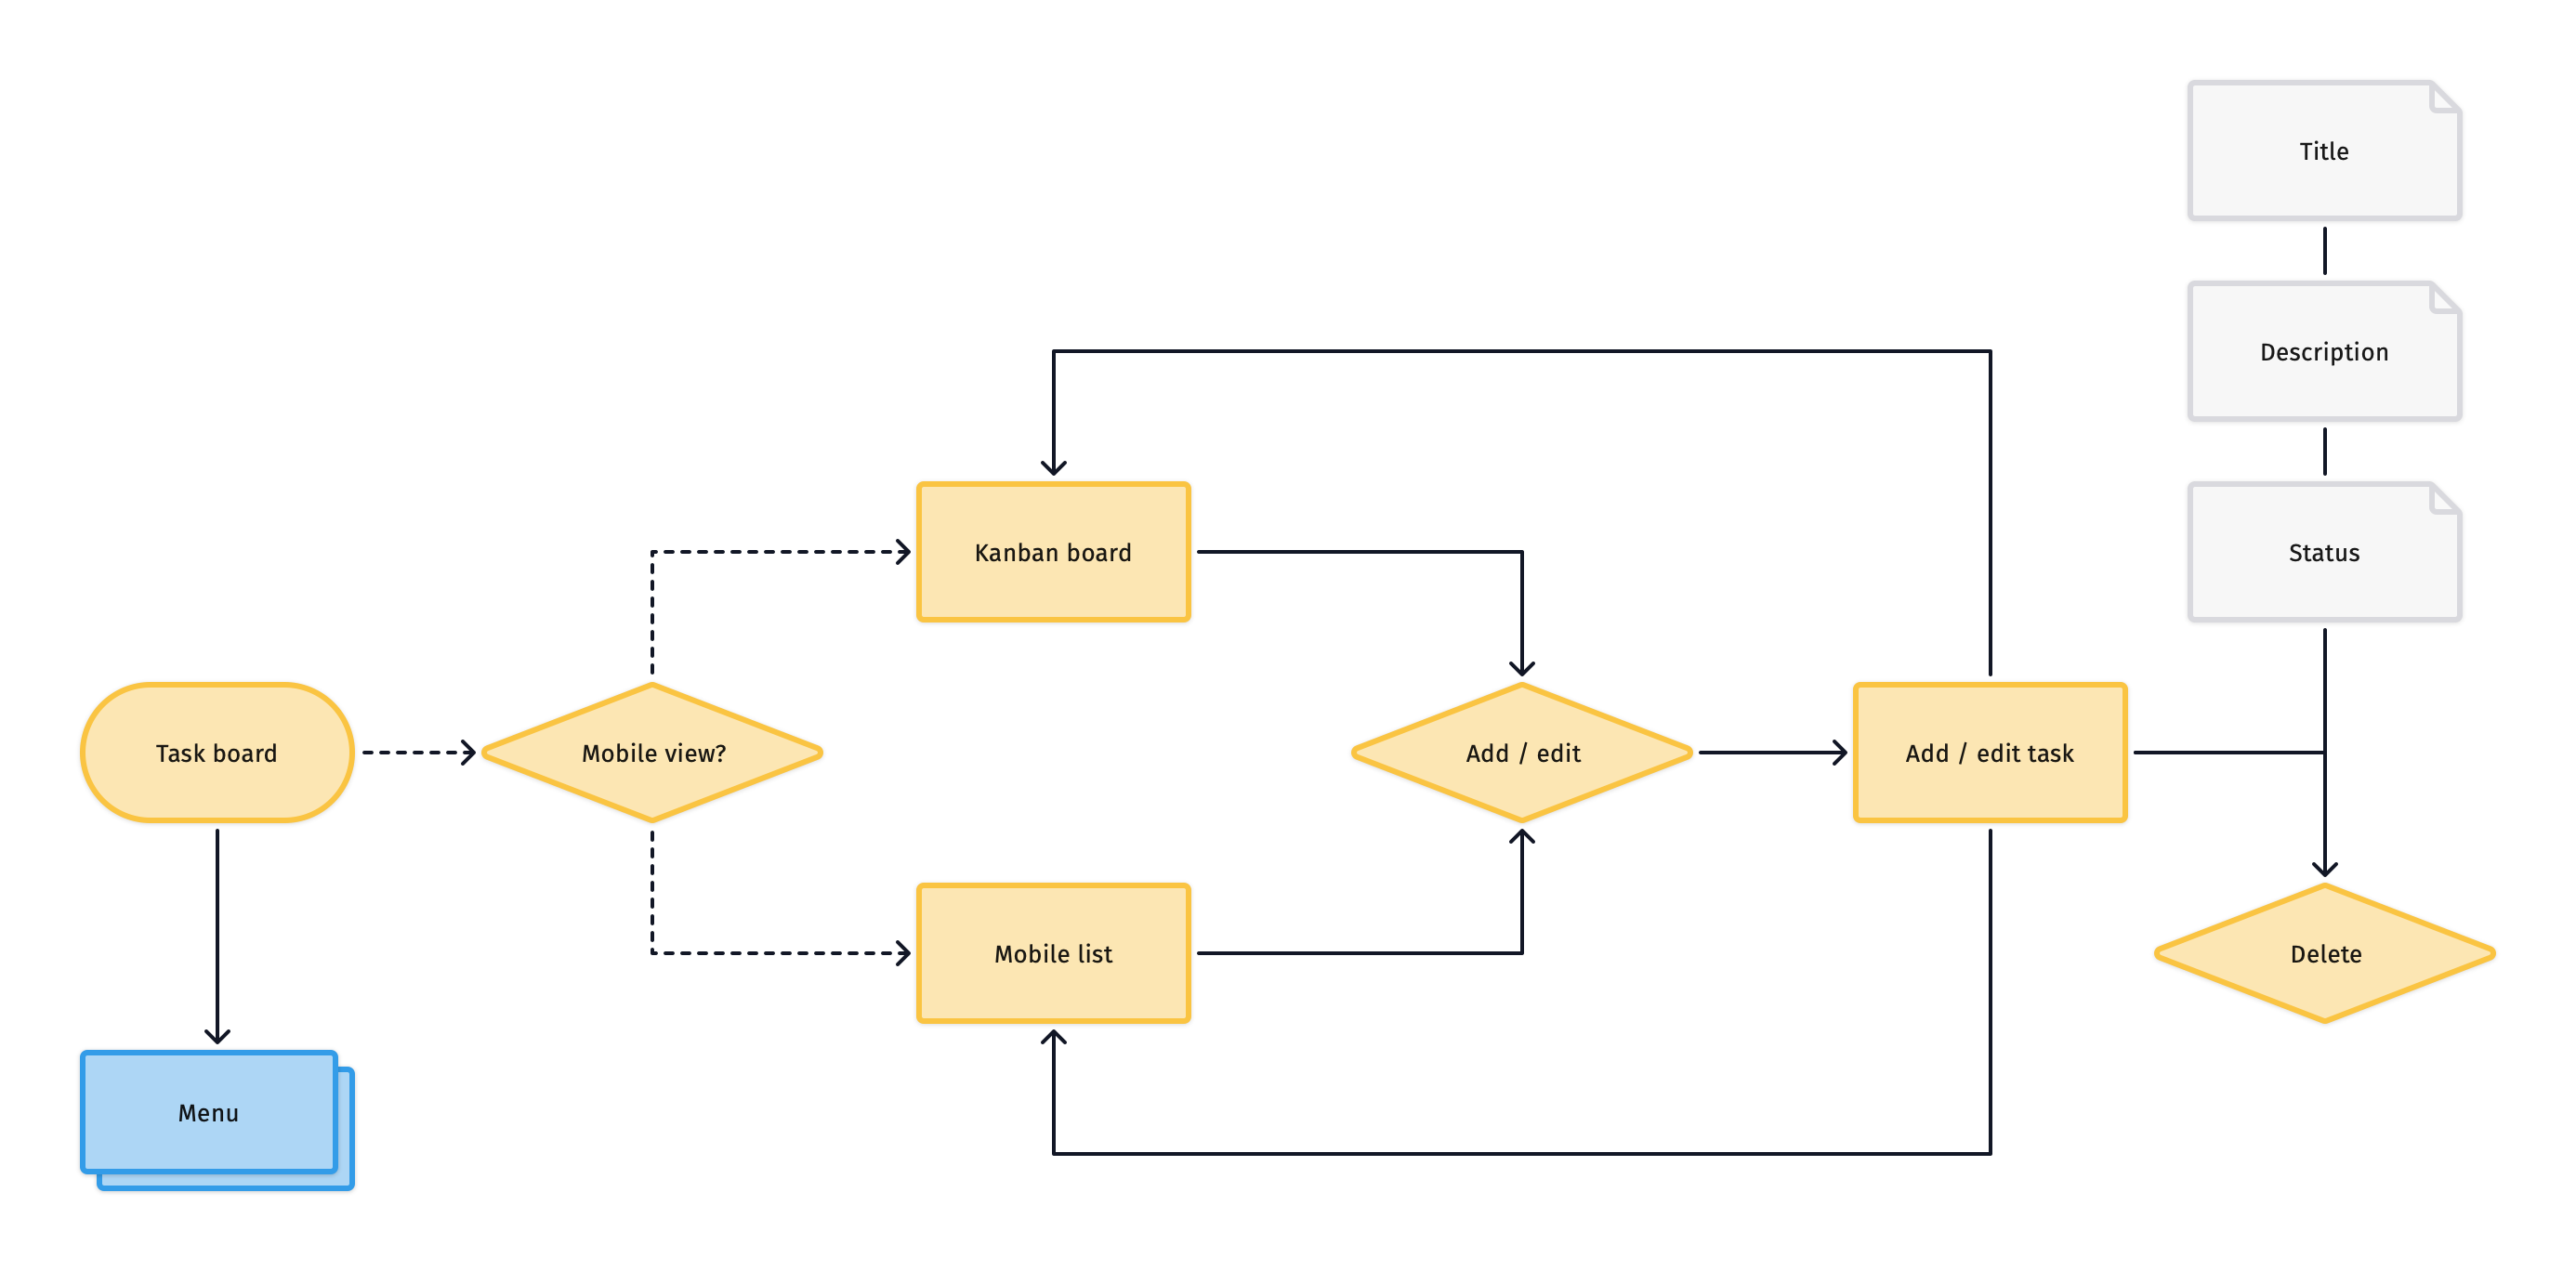 Title
Description
Status
Kanban board
Task board
Mobile view?
Add / edit
Add / edit task
Mobile list
Delete
Menu